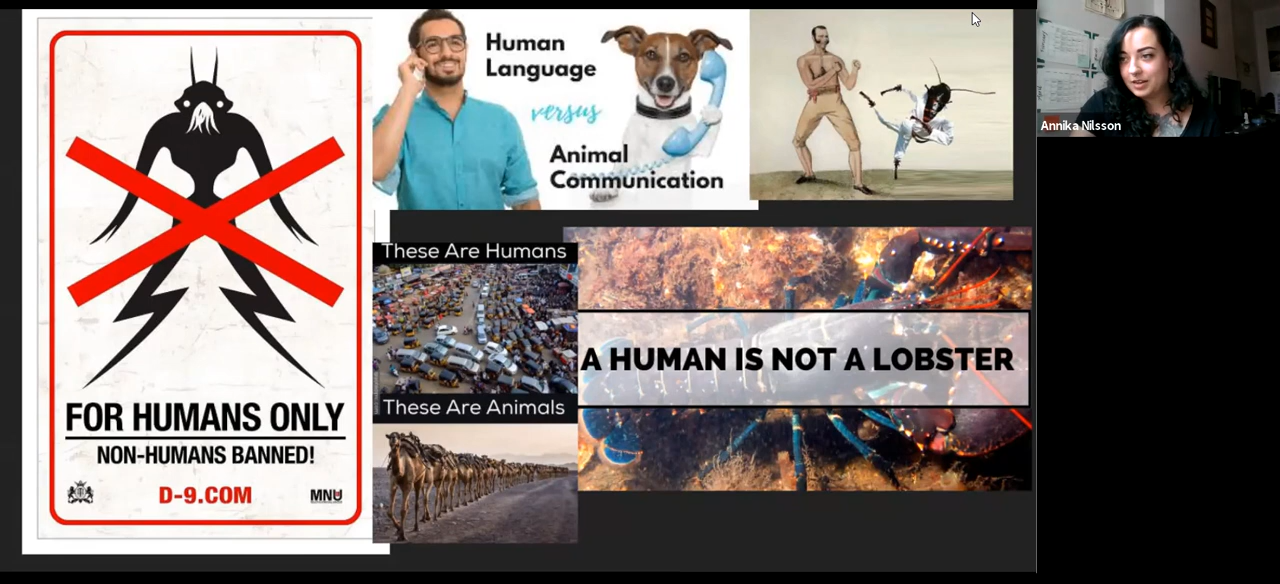 FOR HUMANS ONLY
NON-HUMANS BANNED!
D-9.COM
MNU
Human
Language
versus
Animal
Communication
These Are Humans
These Are Animals
A HUMAN IS NOT A LOBSTER
Annika Nilsson